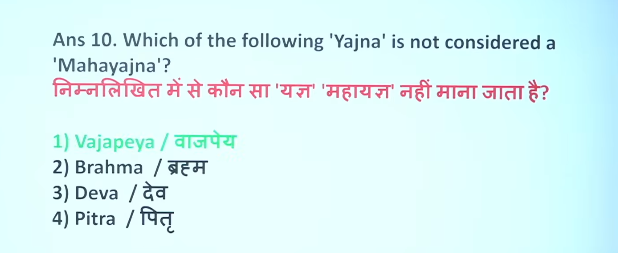 Ans 10. Which of the following 'Yajna' is not considered a
'Mahayajna'?
निम्नलिखित में से कौन सा 'यज्ञ' 'महायज्ञ' नहीं माना जाता है?
1) Vajapeya / वाजपेय
2) Brahma / ब्रह्म
3) Deva / देव
4) Pitra / पितृ